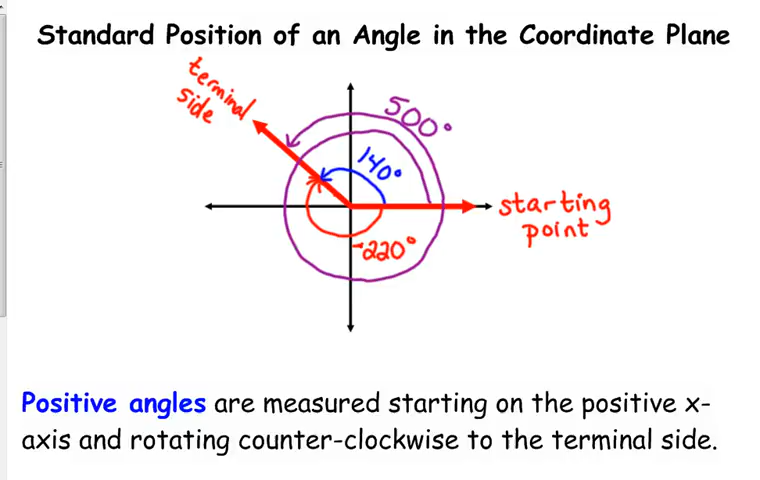 Standard Position of an Angle in the Coordinate Plane
terminal
side
500°
140°
starting
point
-220°
Positive angles are measured starting on the positive x-
axis and rotating counter-clockwise to the terminal side.